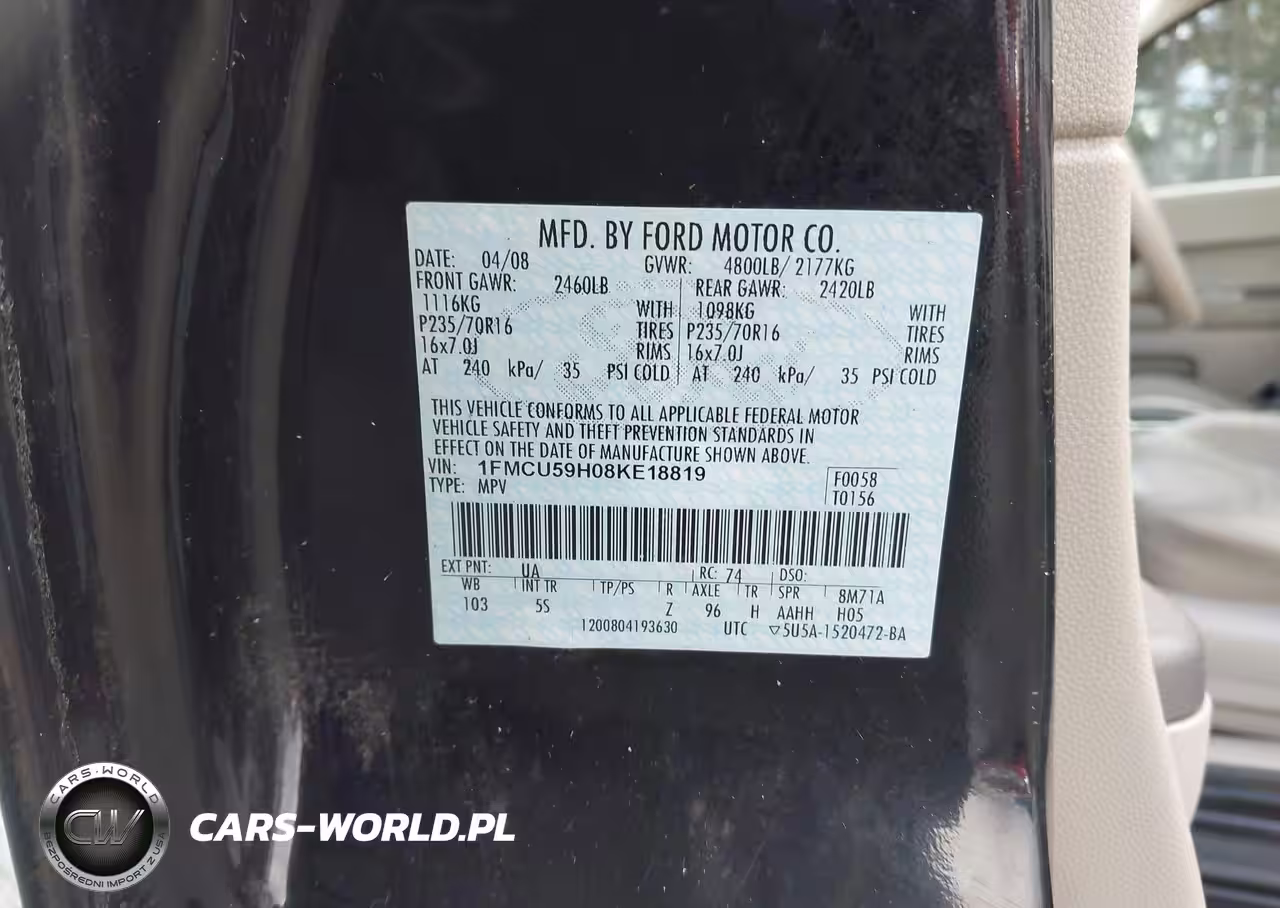 MFD. BY FORD MOTOR CO.
DATE: 04/08 GVWR: 4800LB/ 2177KG
FRONT GAWR: 2460LB REAR GAWR: 2420LB
1116KG WITH 1098KG WITH
P235/70R16 TIRES P235/70R16 TIRES
16x7.0J RIMS 16x7.0J RIMS
AT 240 kPa/ 35 PSI COLD AT 240 kPa/ 35 PSI COLD
THIS VEHICLE CONFORMS TO ALL APPLICABLE FEDERAL MOTOR
VEHICLE SAFETY AND THEFT PREVENTION STANDARDS IN
EFFECT ON THE DATE OF MANUFACTURE SHOWN ABOVE.
VIN: 1FMCU59H08KE18819 F0058
TYPE: MPV T0156
EXT PNT: UA RC: 74 DSO:
WB INT TR TP/PS R AXLE TR SPR 8M71A
103 5S Z 96 H AAHH H05
1200804193630 UTC ▽5U5A-1520472-BA
CARS-WORLD
CW
BEZPOŚREDNI IMPORT Z USA
CARS-WORLD.PL